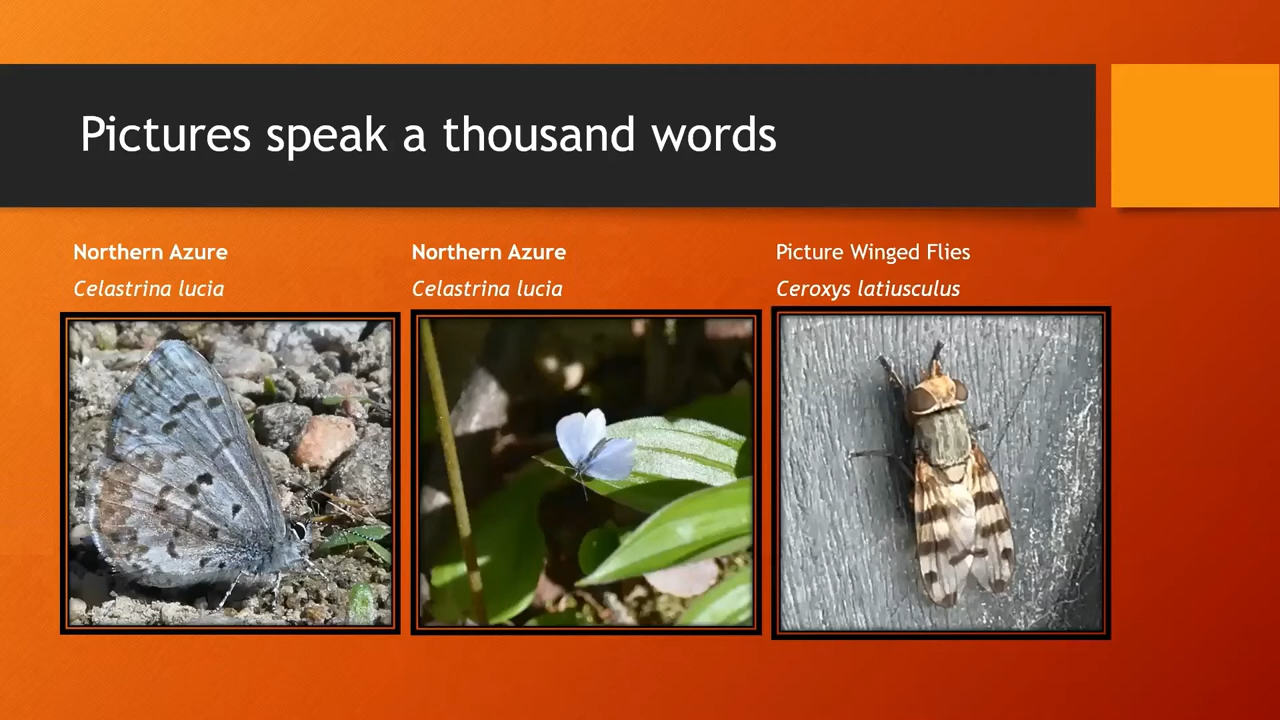 Pictures speak a thousand words
Northern Azure
Celastrina lucia
Northern Azure
Celastrina lucia
Picture Winged Flies
Ceroxys latiusculus